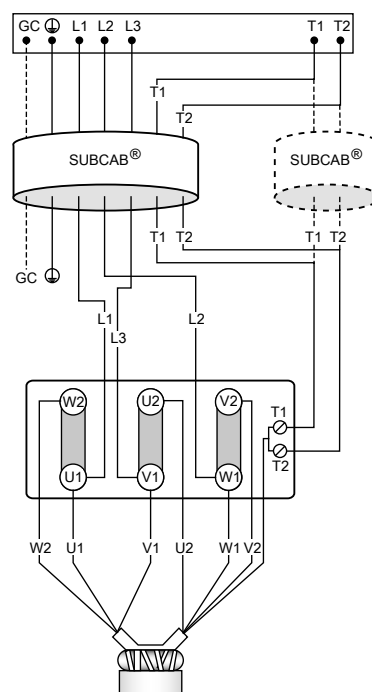 GC L1 L2 L3 T1 T2
T1
T2
SUBCAB® SUBCAB®
T1 T2 T1 T2
GC
L1 L2
L3
W2 U2 V2
T1
U1 V1 W1
T2
W2 U1 V1 U2 W1 V2